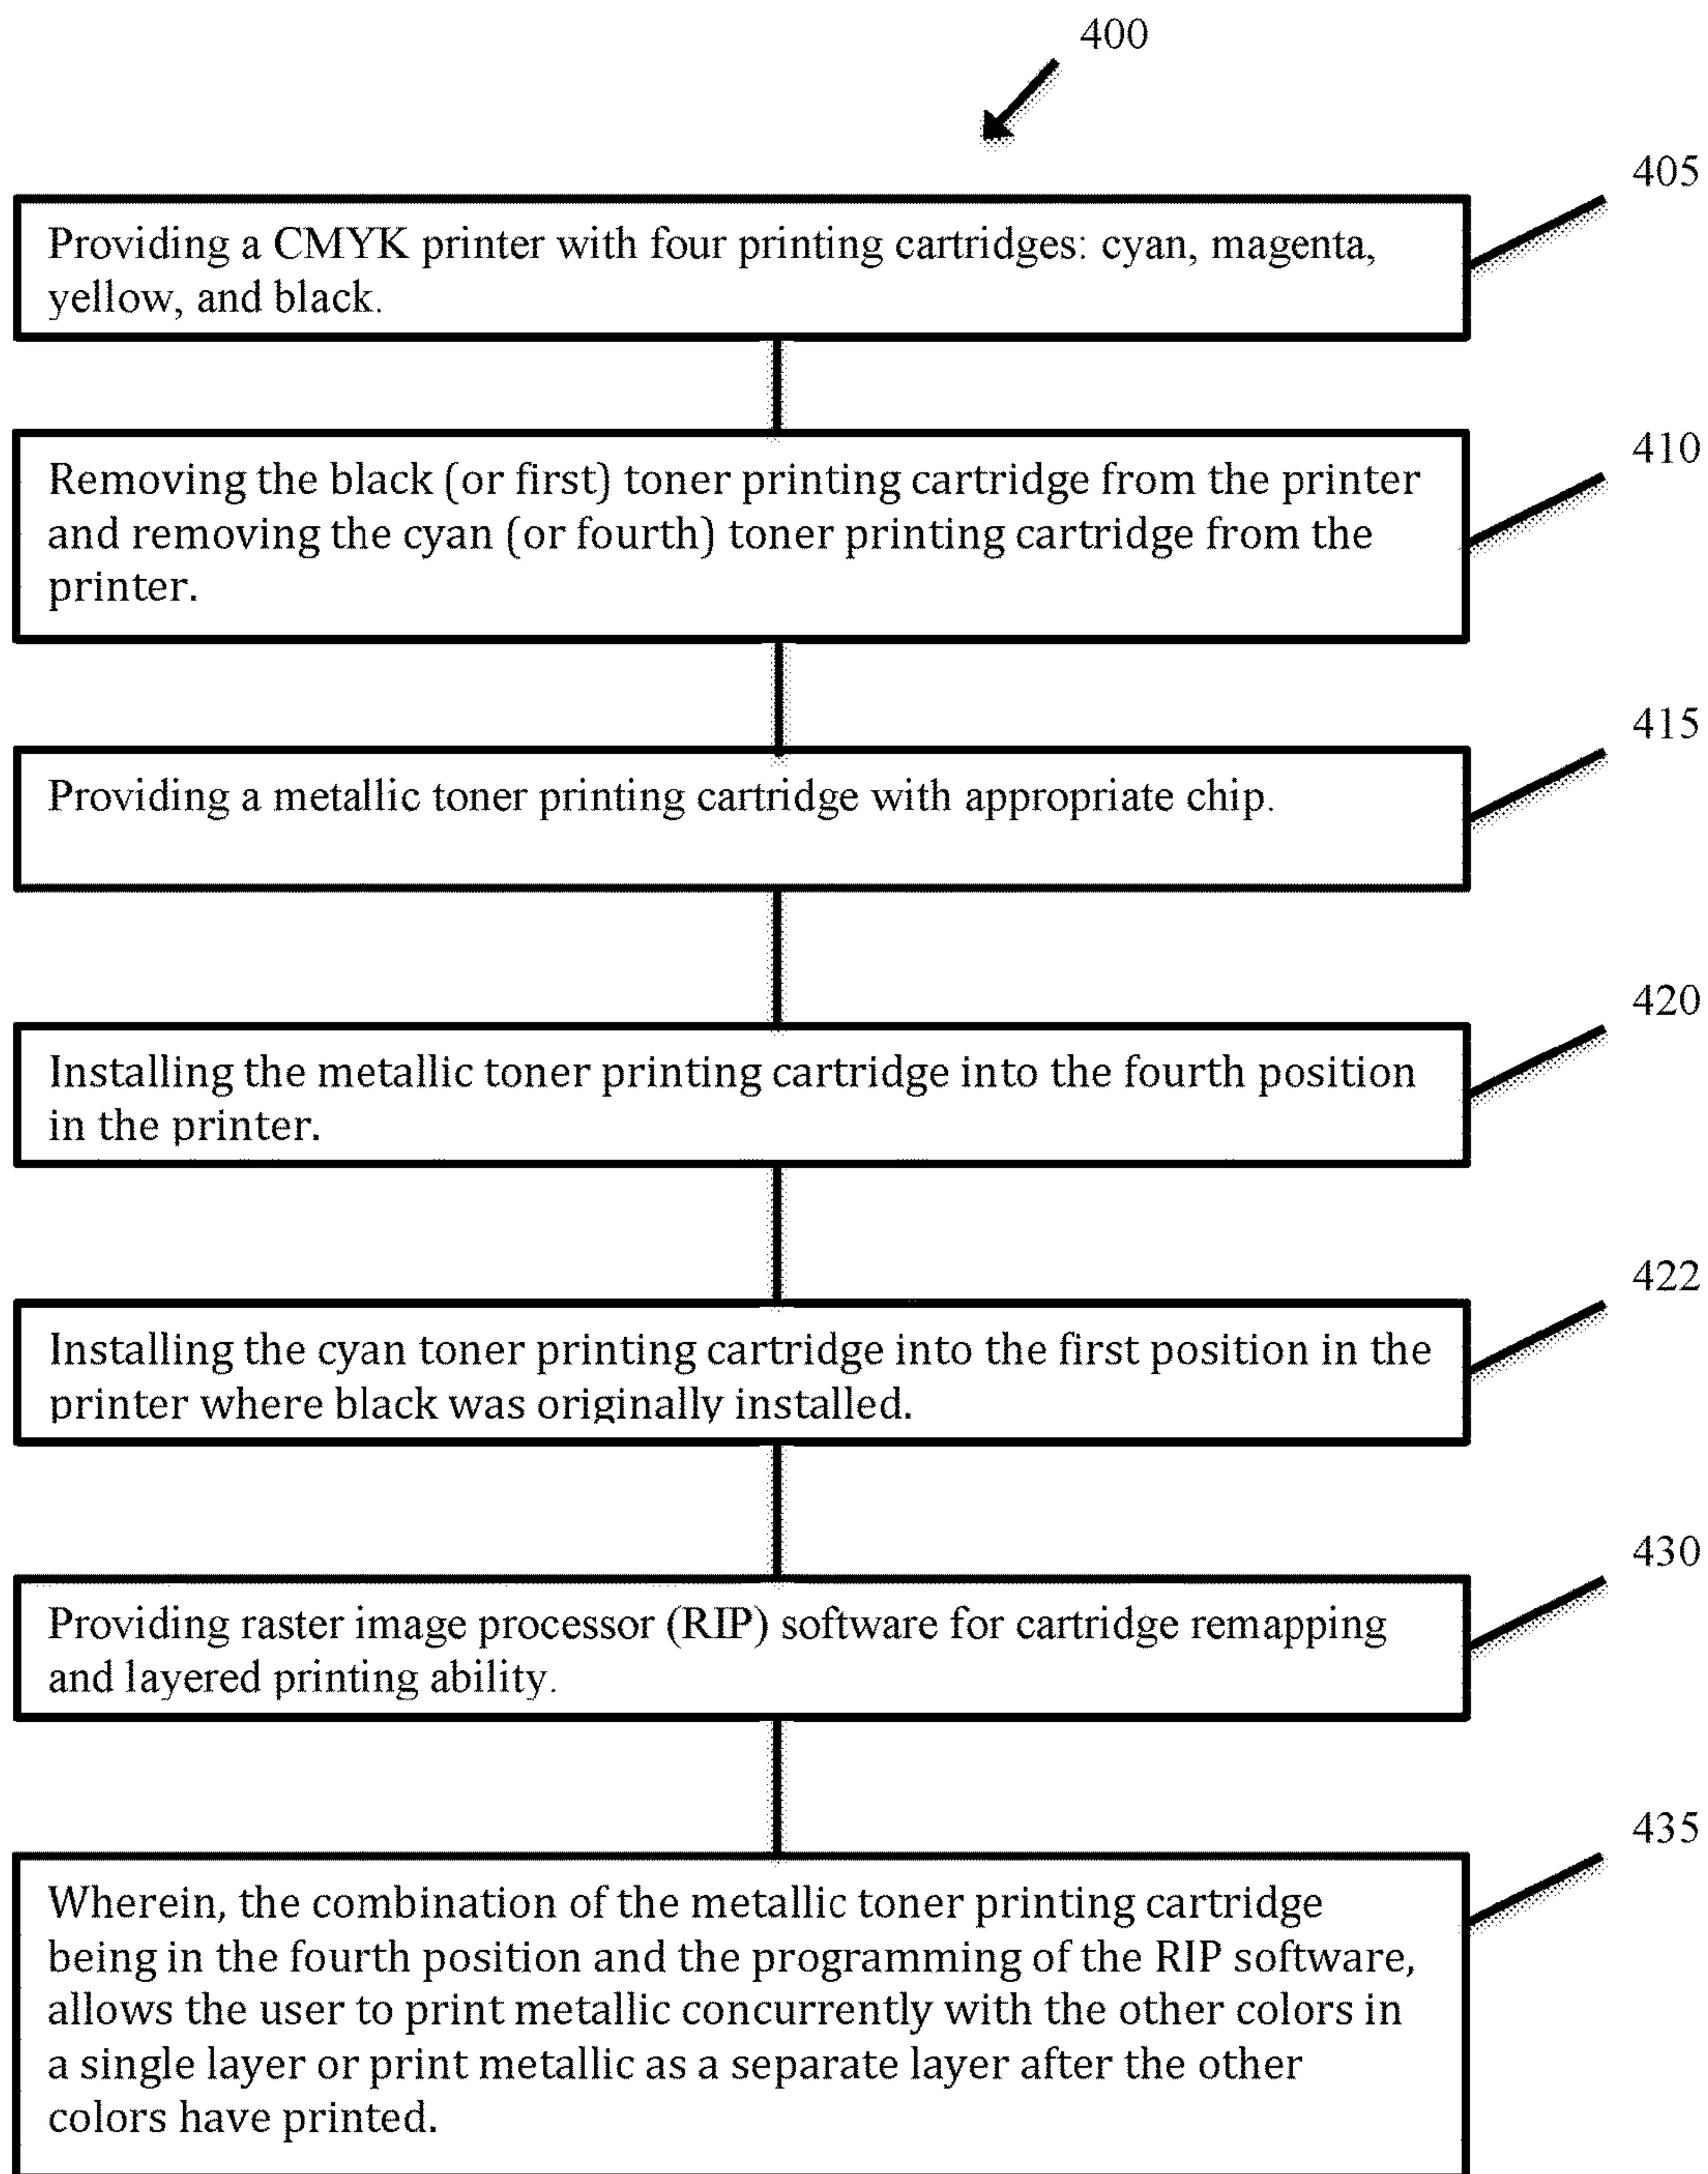 400
405
Providing a CMYK printer with four printing cartridges: cyan, magenta,
yellow, and black.
410
Removing the black (or first) toner printing cartridge from the printer
and removing the cyan (or fourth) toner printing cartridge from the
printer.
415
Providing a metallic toner printing cartridge with appropriate chip.
420
Installing the metallic toner printing cartridge into the fourth position
in the printer.
422
Installing the cyan toner printing cartridge into the first position in the
printer where black was originally installed.
430
Providing raster image processor (RIP) software for cartridge remapping
and layered printing ability.
435
Wherein, the combination of the metallic toner printing cartridge
being in the fourth position and the programming of the RIP software,
allows the user to print metallic concurrently with the other colors in
a single layer or print metallic as a separate layer after the other
colors have printed.